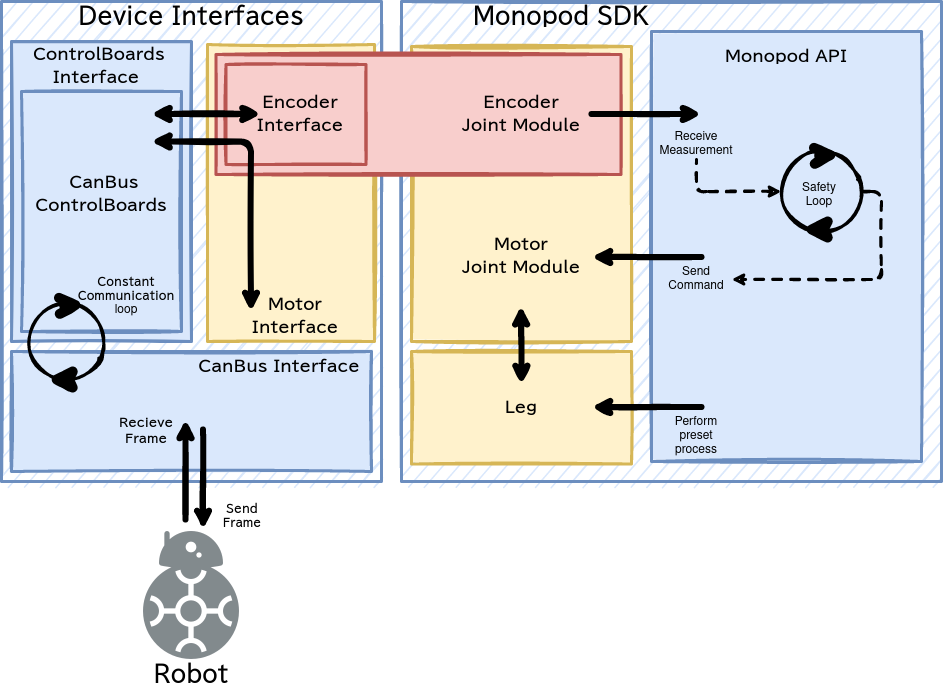 Device Interfaces
Monopod SDK
ControlBoards
Interface
CanBus
ControlBoards
Constant
Communication
loop
Encoder
Interface
Motor
Interface
CanBus Interface
Recieve
Frame
Send
Frame
Robot
Encoder
Joint Module
Motor
Joint Module
Leg
Monopod API
Receive
Measurement
Safety
Loop
Send
Command
Perform
preset
process